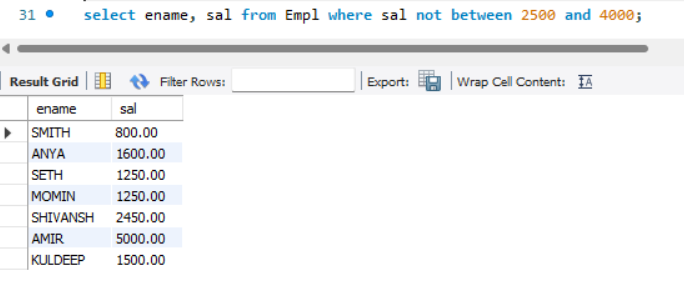 31 select ename, sal from Empl where sal not between 2500 and 4000;
Result Grid Filter Rows: Export: Wrap Cell Content: IA
ename sal
SMITH 800.00
ANYA 1600.00
SETH 1250.00
MOMIN 1250.00
SHIVANSH 2450.00
AMIR 5000.00
KULDEEP 1500.00